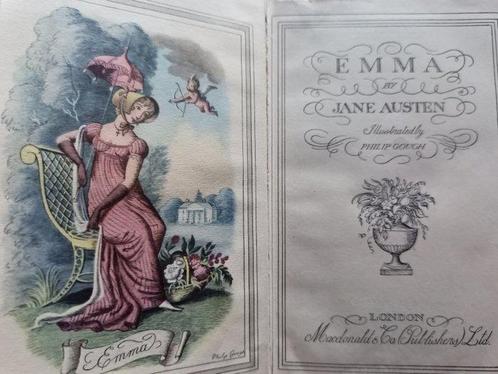 Emma
Philip Gough
EMMA
BY
JANE AUSTEN
Illustrated by
PHILIP GOUGH
LONDON
Macdonald & Co. (Publishers) Ltd.